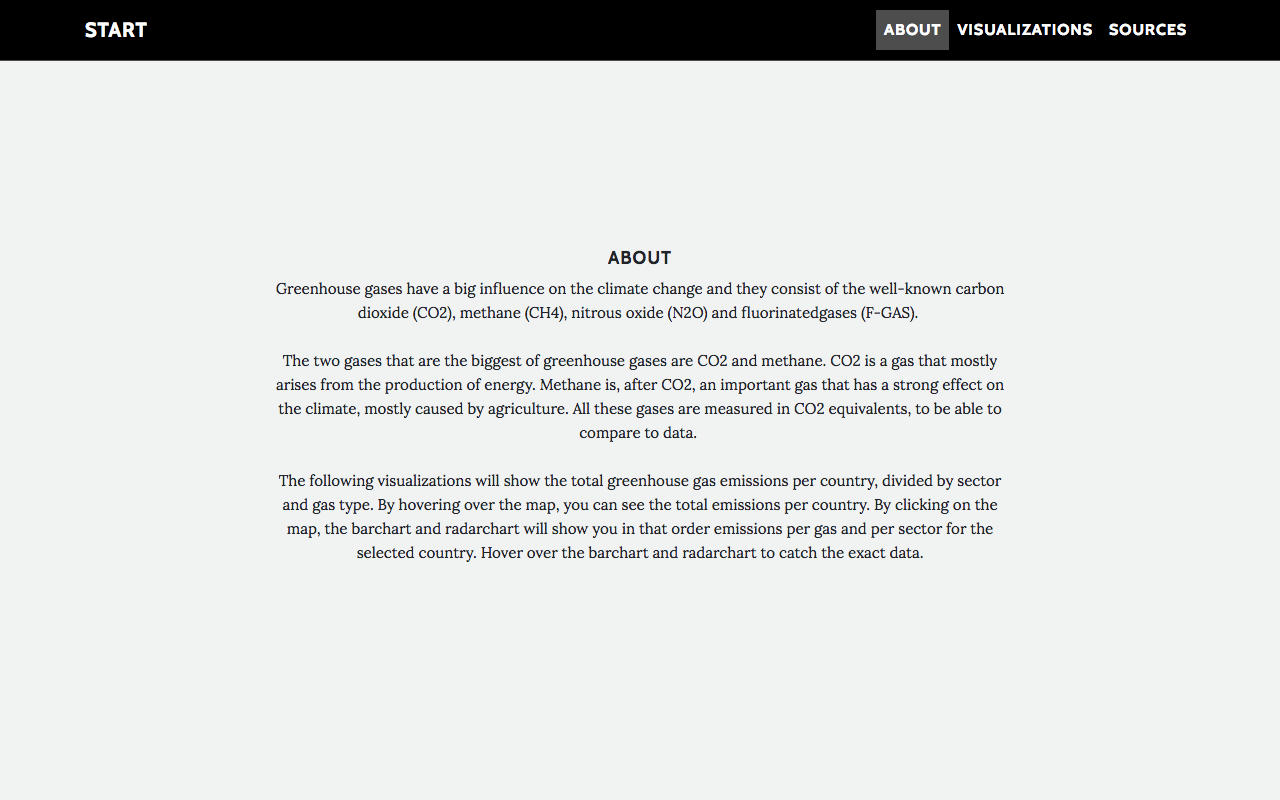 START
ABOUT VISUALIZATIONS SOURCES
ABOUT
Greenhouse gases have a big influence on the climate change and they consist of the well-known carbon
dioxide (CO2), methane (CH4), nitrous oxide (N2O) and fluorinatedgases (F-GAS).
The two gases that are the biggest of greenhouse gases are CO2 and methane. CO2 is a gas that mostly
arises from the production of energy. Methane is, after CO2, an important gas that has a strong effect on
the climate, mostly caused by agriculture. All these gases are measured in CO2 equivalents, to be able to
compare to data.
The following visualizations will show the total greenhouse gas emissions per country, divided by sector
and gas type. By hovering over the map, you can see the total emissions per country. By clicking on the
map, the barchart and radarchart will show you in that order emissions per gas and per sector for the
selected country. Hover over the barchart and radarchart to catch the exact data.